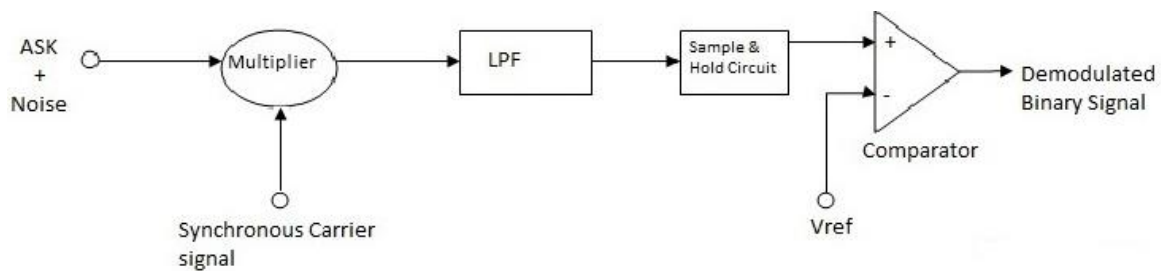 ASK
+
Noise
Multiplier
LPF
Sample &
Hold Circuit
+
-
Demodulated
Binary Signal
Comparator
Synchronous Carrier
signal
Vref